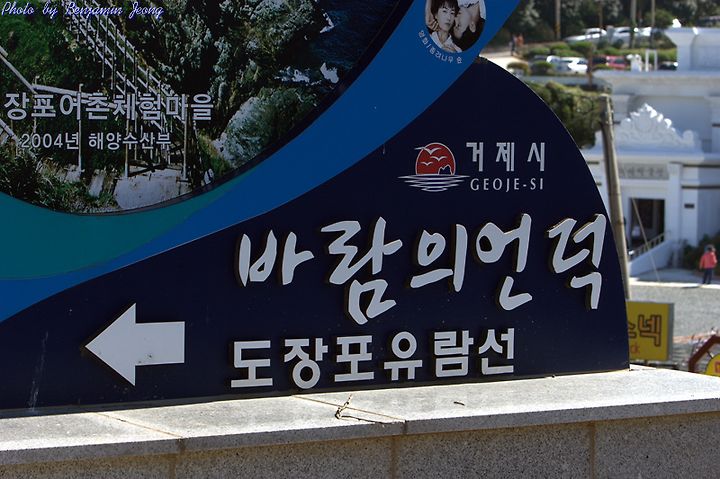 Photo by Benjamin Jeong
장포어촌체험마을
2004년 해양수산부
거제시
GEOJE-SI
바람의언덕
도장포유람선